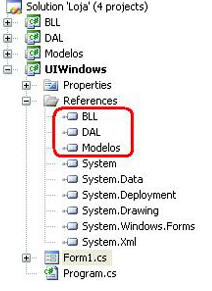 Solution 'Loja' (4 projects)
BLL
DAL
Modelos
UIWindows
Properties
References
BLL
DAL
Modelos
System
System.Data
System.Deployment
System.Drawing
System.Windows.Forms
System.Xml
Form1.cs
Program.cs